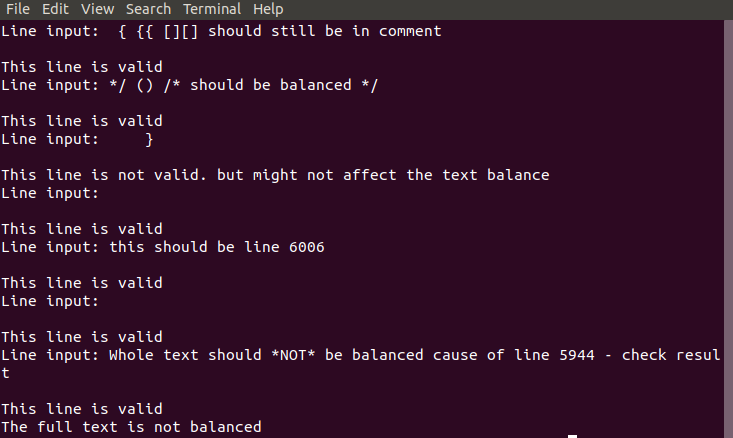 File Edit View Search Terminal Help
Line input:  { {{ [][] should still be in comment
This line is valid
Line input: */ () /* should be balanced */
This line is valid
Line input:     }
This line is not valid. but might not affect the text balance
Line input:
This line is valid
Line input: this should be line 6006
This line is valid
Line input:
This line is valid
Line input: Whole text should *NOT* be balanced cause of line 5944 - check resul
t
This line is valid
The full text is not balanced